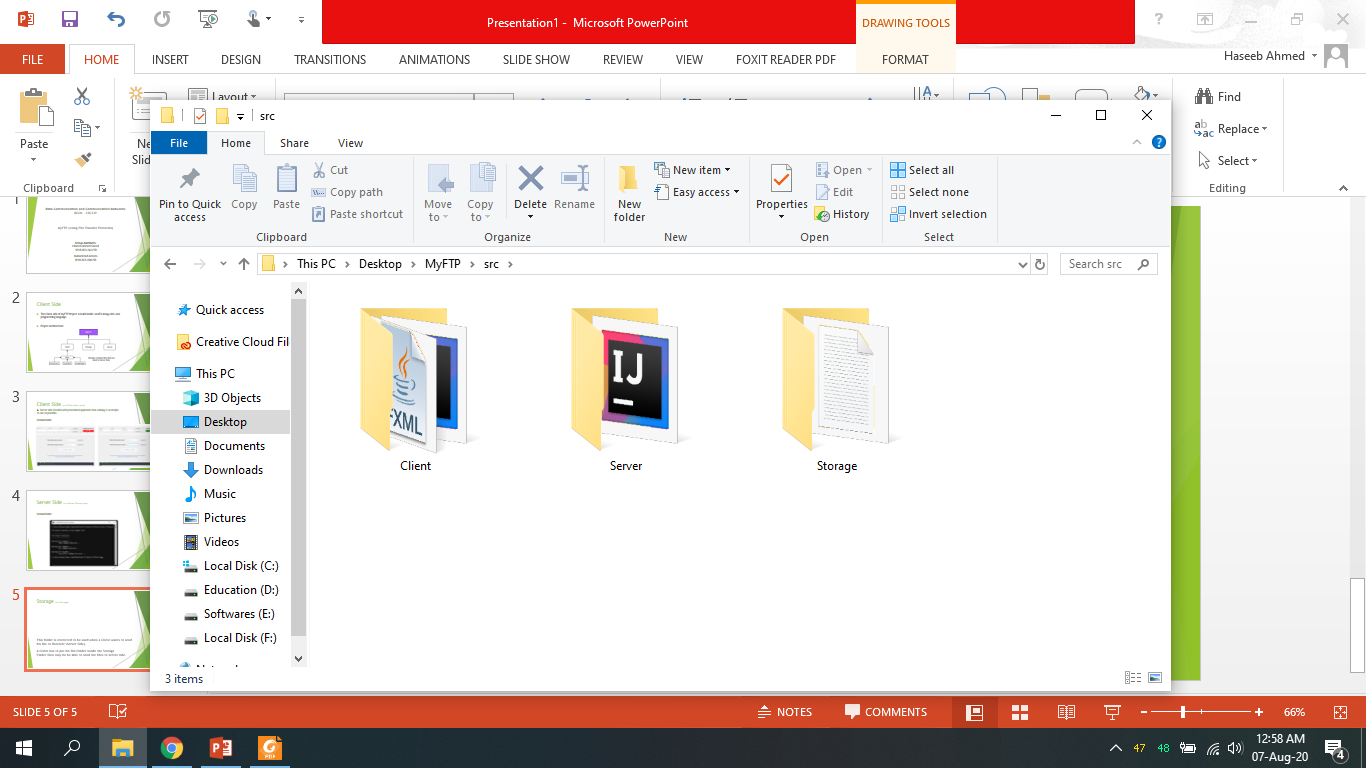 Presentation1 - Microsoft PowerPoint
DRAWING TOOLS
?
FILE HOME INSERT DESIGN TRANSITIONS ANIMATIONS SLIDE SHOW REVIEW VIEW FOXIT READER PDF FORMAT
Haseeb Ahmed
Paste
Layout
Find
Replace
Select
Clipboard
Editing
src
File Home Share View
Pin to Quick access
Copy
Paste
Cut
Copy path
Paste shortcut
Clipboard
Move to
Copy to
Delete
Rename
Organize
New folder
New item
Easy access
New
Properties
Open
Edit
History
Open
Select all
Select none
Invert selection
Select
This PC > Desktop > MyFTP > src >
Search src
Quick access
Creative Cloud Fil
This PC
3D Objects
Desktop
Documents
Downloads
Music
Pictures
Videos
Local Disk (C:)
Education (D:)
Softwares (E:)
Local Disk (F:)
FXML
IJ
Client
Server
Storage
3 items
2
Client Side
3
Client Side
4
Server Side
5
Storage
SLIDE 5 OF 5
NOTES
COMMENTS
66%
PDF
47 48
12:58 AM
07-Aug-20
4